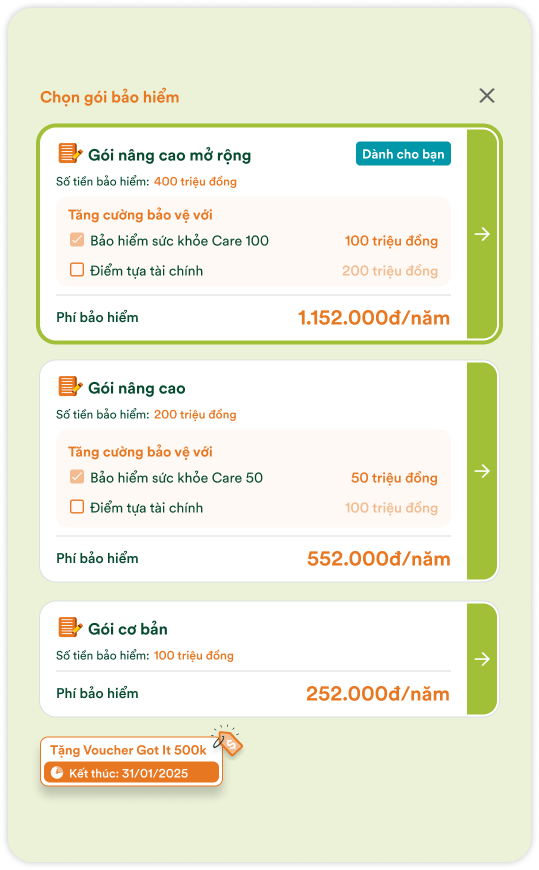 Chọn gói bảo hiểm
Gói nâng cao mở rộng
Dành cho bạn
Số tiền bảo hiểm: 400 triệu đồng
Tăng cường bảo vệ với
Bảo hiểm sức khỏe Care 100 100 triệu đồng
Điểm tựa tài chính 200 triệu đồng
Phí bảo hiểm 1.152.000đ/năm
Gói nâng cao
Số tiền bảo hiểm: 200 triệu đồng
Tăng cường bảo vệ với
Bảo hiểm sức khỏe Care 50 50 triệu đồng
Điểm tựa tài chính 100 triệu đồng
Phí bảo hiểm 552.000đ/năm
Gói cơ bản
Số tiền bảo hiểm: 100 triệu đồng
Phí bảo hiểm 252.000đ/năm
Tặng Voucher Got It 500k
$
Kết thúc: 31/01/2025